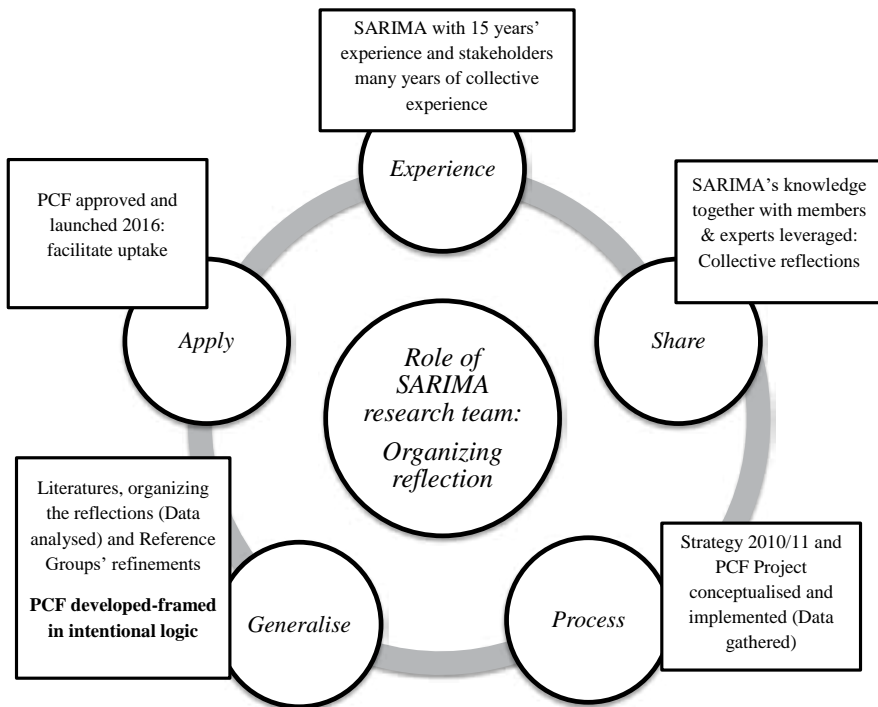 SARIMA with 15 years’
experience and stakeholders
many years of collective
experience
Experience
SARIMA’s knowledge
together with members
& experts leveraged:
Collective reflections
Share
Strategy 2010/11 and
PCF Project
conceptualised and
implemented (Data
gathered)
Process
Literatures, organizing
the reflections (Data
analysed) and Reference
Groups’ refinements
PCF developed-framed
in intentional logic
Generalise
PCF approved and
launched 2016:
facilitate uptake
Apply
Role of
SARIMA
research team:
Organizing
reflection